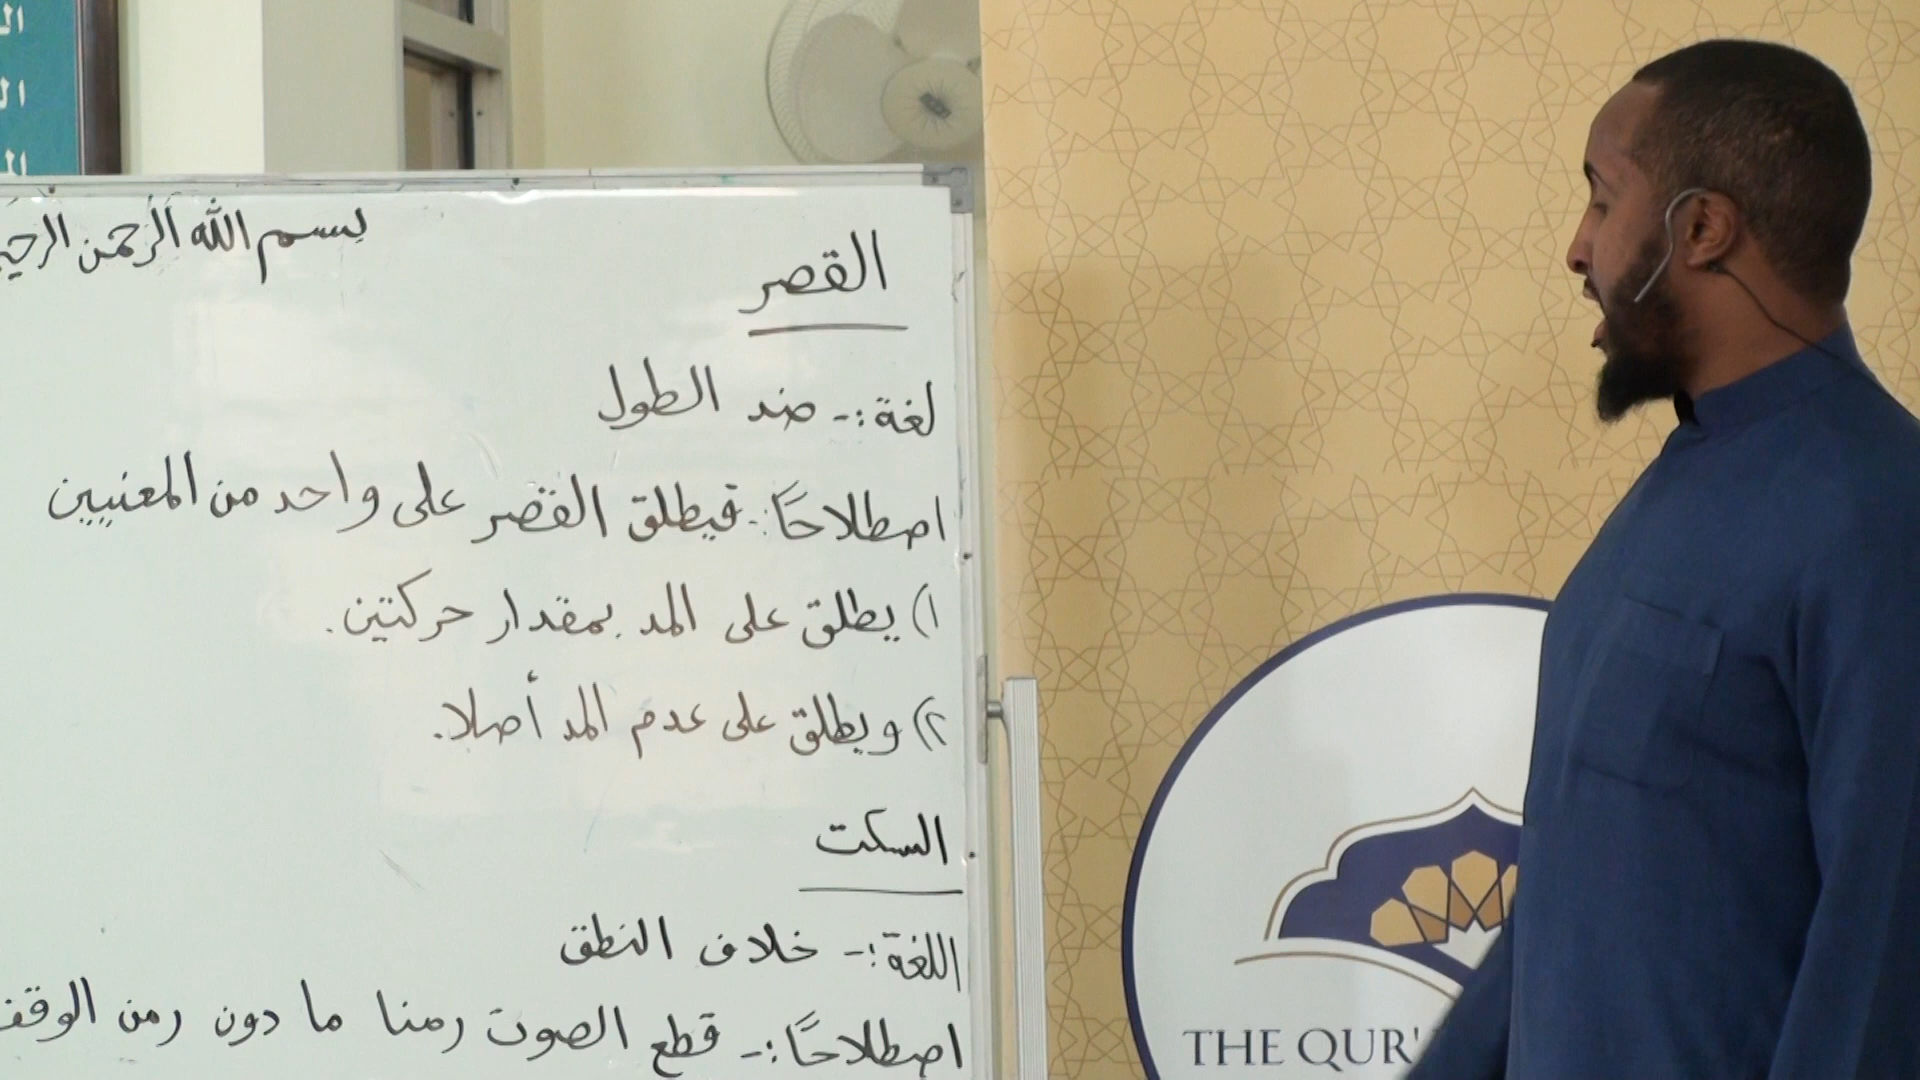 بسم الله الرحمن
القصر
لغة:- ضد الطول
اصطلاحًا:- فيطلق القصر على واحد من المعنيين
١) يطلق على المد بمقدار حركتين.
٢) ويطلق على عدم المد أصلا.
السكت
اللغة:- خلاف النطق
اصطلاحًا:- قطع الصوت زمنا ما دون زمن الوقف
THE QUR'